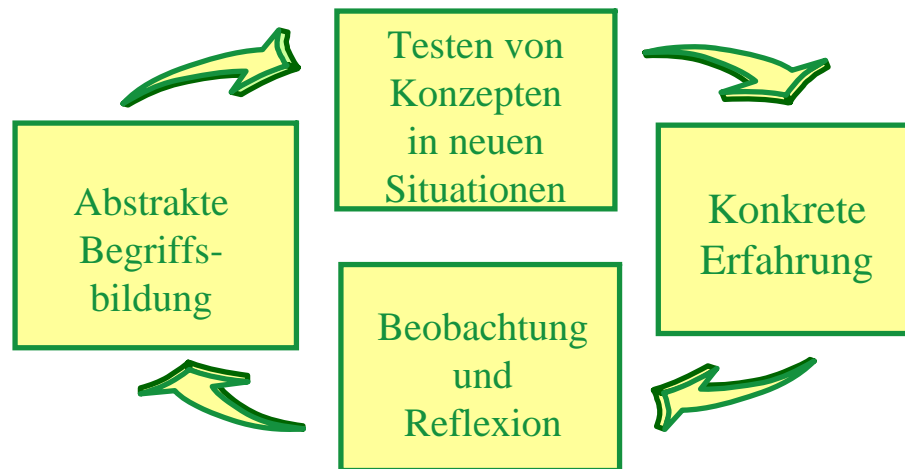 Testen von
Konzepten
in neuen
Situationen
Abstrakte
Begriffs-
bildung
Konkrete
Erfahrung
Beobachtung
und
Reflexion